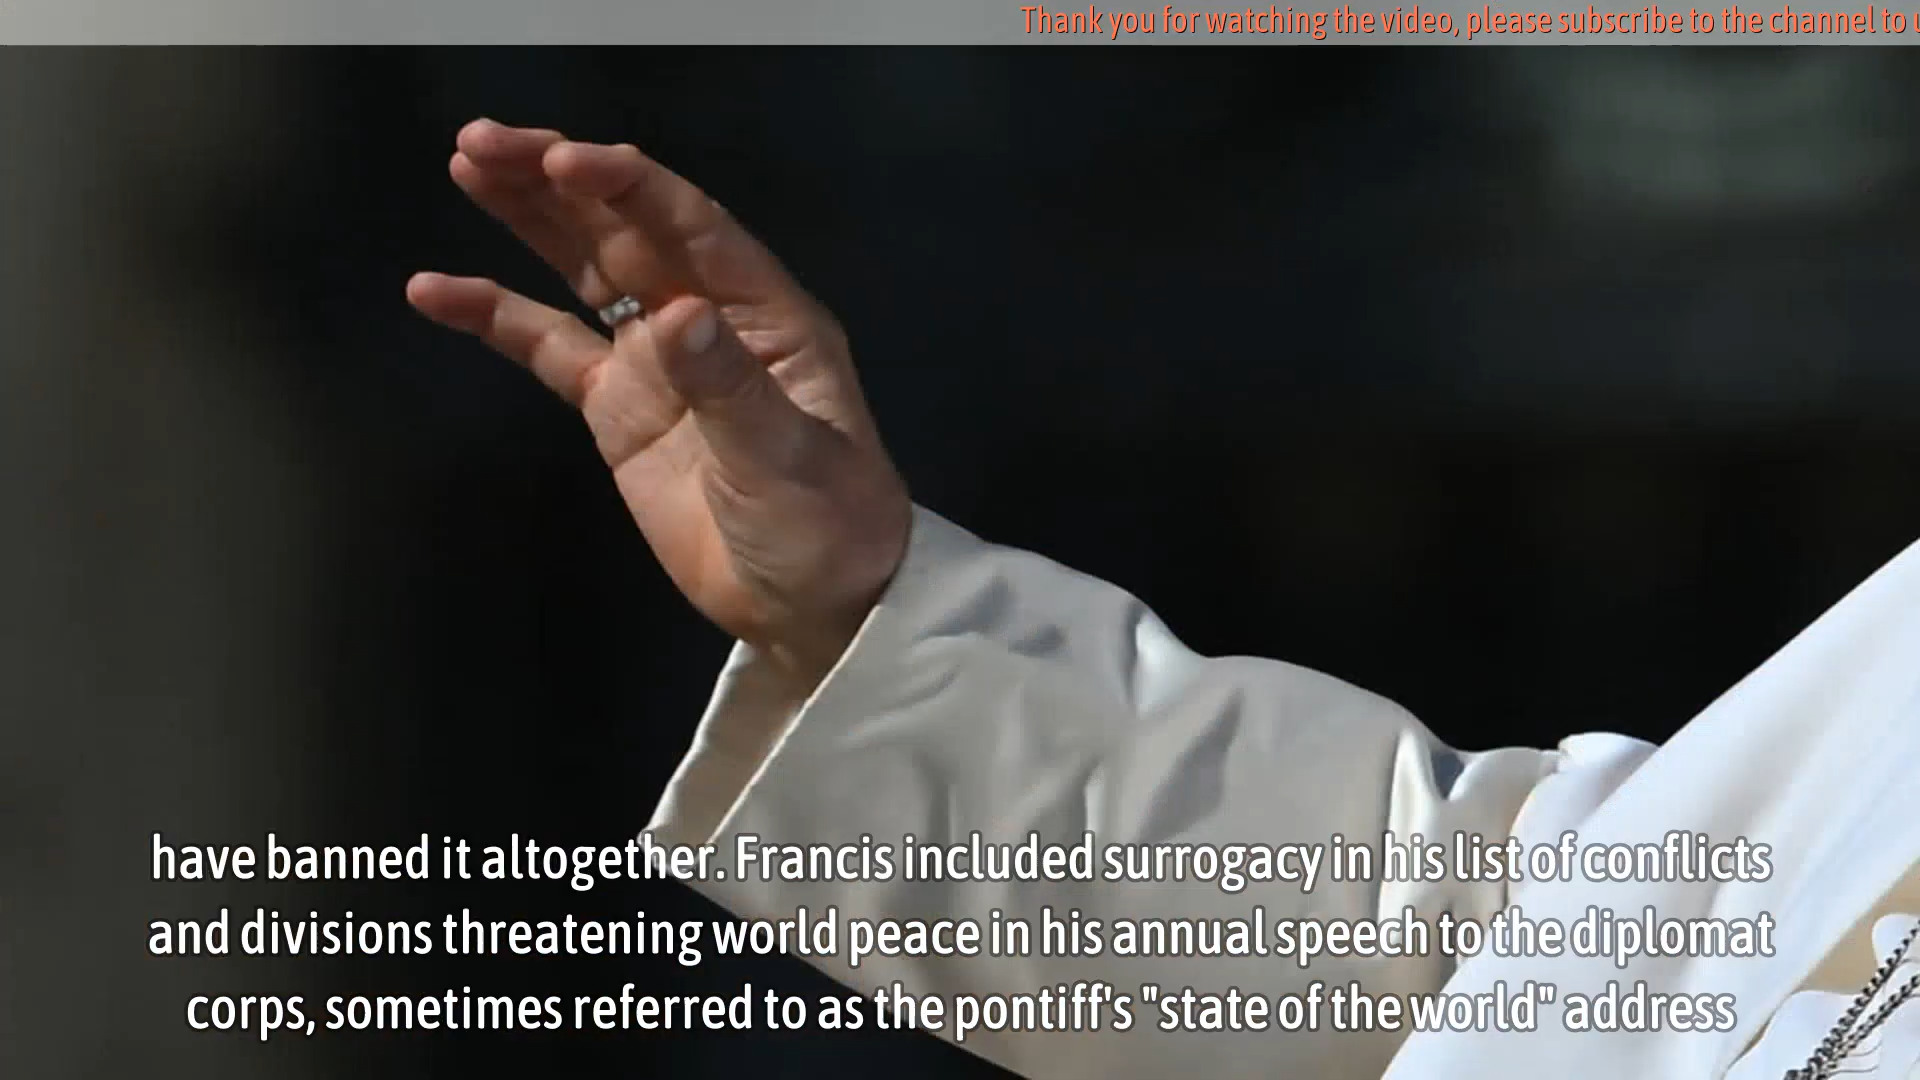 Thank you for watching the video, please subscribe to the channel to
have banned it altogether. Francis included surrogacy in his list of conflicts
and divisions threatening world peace in his annual speech to the diplomat
corps, sometimes referred to as the pontiff's "state of the world" address